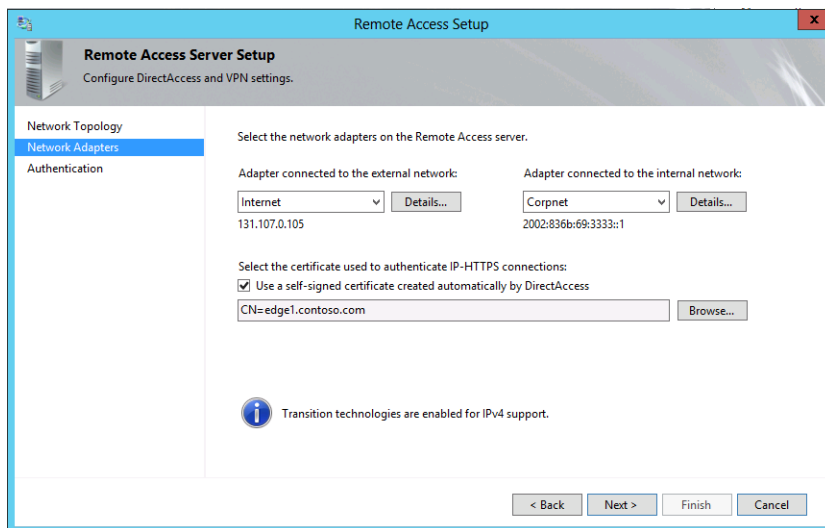 Remote Access Setup
x
Remote Access Server Setup
Configure DirectAccess and VPN settings.
Network Topology
Network Adapters
Authentication
Select the network adapters on the Remote Access server.
Adapter connected to the external network:
Adapter connected to the internal network:
Internet
Details...
Corpnet
Details...
131.107.0.105
2002:836b:69:3333::1
Select the certificate used to authenticate IP-HTTPS connections:
Use a self-signed certificate created automatically by DirectAccess
CN=edge1.contoso.com
Browse...
Transition technologies are enabled for IPv4 support.
< Back
Next >
Finish
Cancel